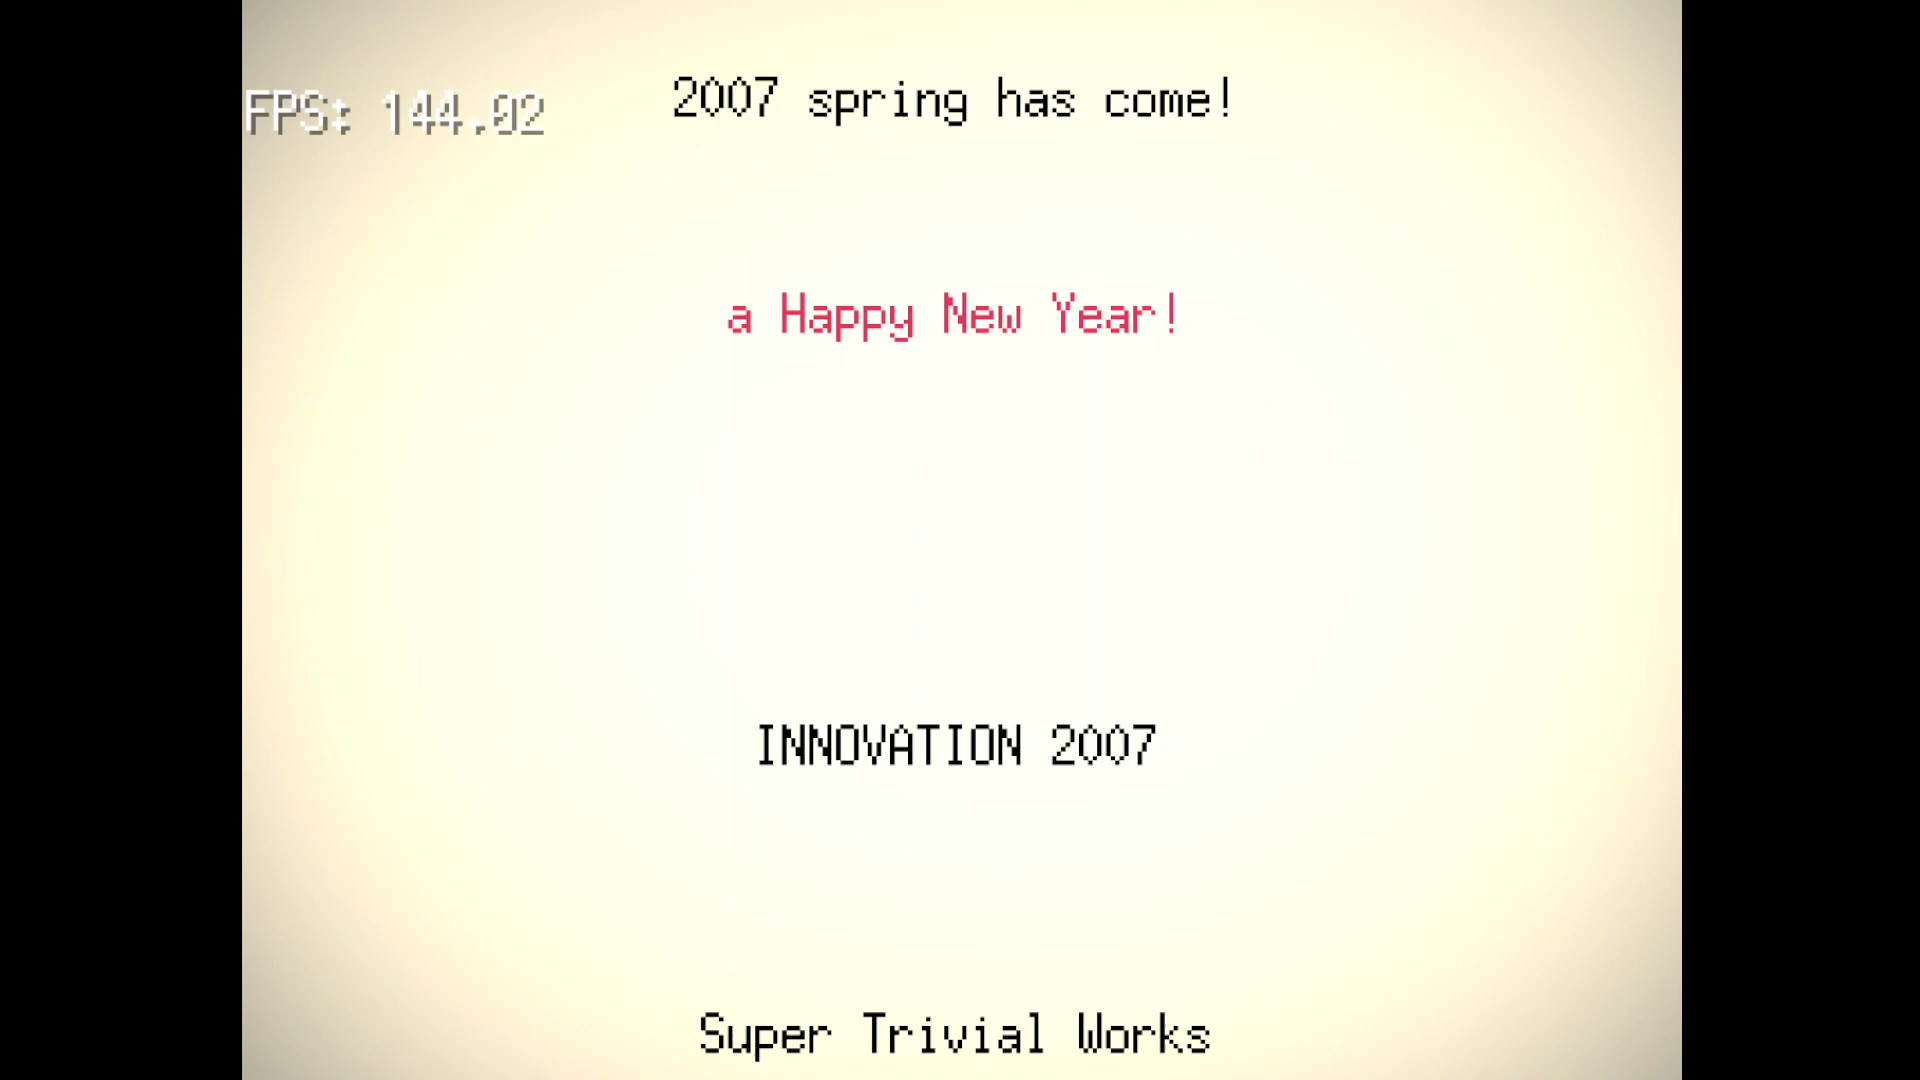 2007 spring has come!
FPS: 144.02
a Happy New Year!
INNOVATION 2007
Super Trivial Works